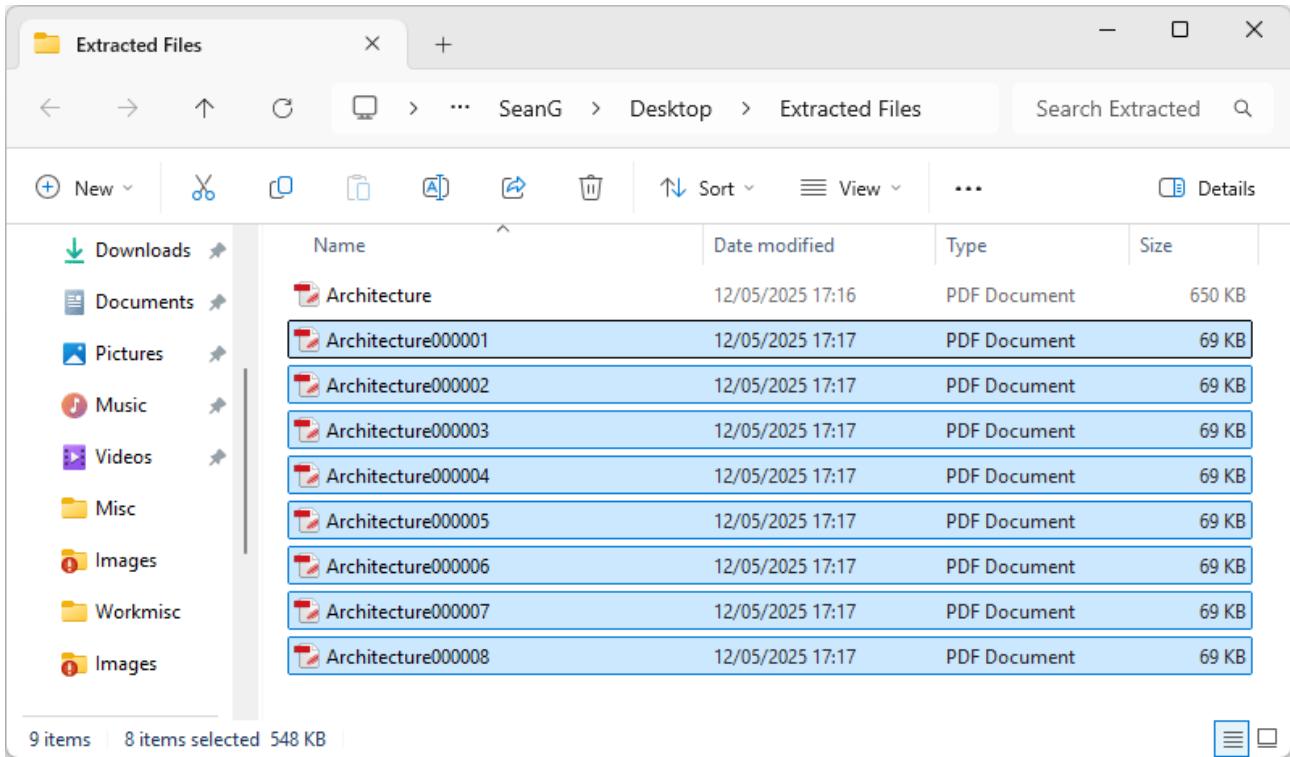 Extracted Files
SeanG > Desktop > Extracted Files Search Extracted
New Sort View ... Details
Downloads
Documents
Pictures
Music
Videos
Misc
Images
Workmisc
Images
Name Date modified Type Size
Architecture 12/05/2025 17:16 PDF Document 650 KB
Architecture000001 12/05/2025 17:17 PDF Document 69 KB
Architecture000002 12/05/2025 17:17 PDF Document 69 KB
Architecture000003 12/05/2025 17:17 PDF Document 69 KB
Architecture000004 12/05/2025 17:17 PDF Document 69 KB
Architecture000005 12/05/2025 17:17 PDF Document 69 KB
Architecture000006 12/05/2025 17:17 PDF Document 69 KB
Architecture000007 12/05/2025 17:17 PDF Document 69 KB
Architecture000008 12/05/2025 17:17 PDF Document 69 KB
9 items 8 items selected 548 KB